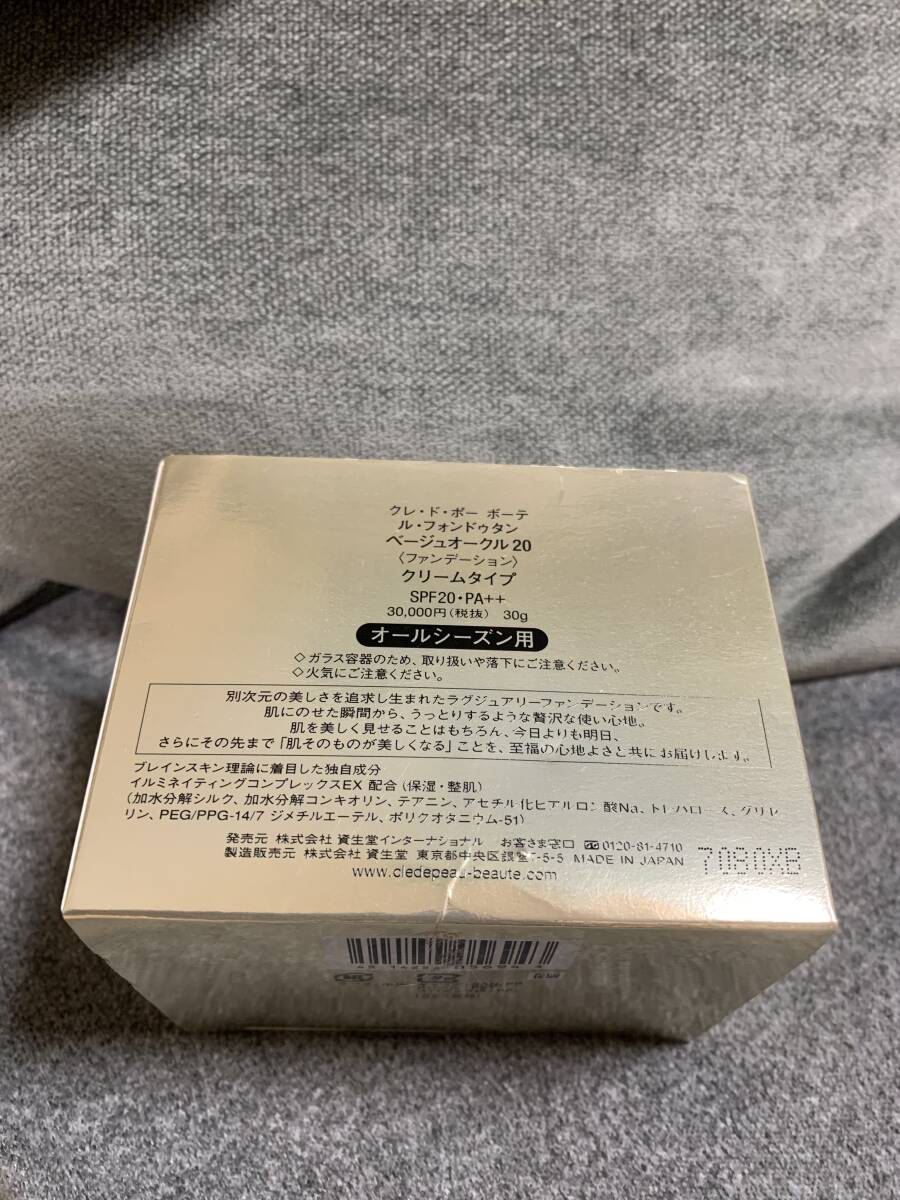 クレ・ド・ポー ボーテ
ル・フォンドゥタン
ベージュオークル20
〈ファンデーション〉
クリームタイプ
SPF20・PA++
30,000円(税抜) 30g
オールシーズン用
◇ガラス容器のため、取り扱いや落下にご注意ください。
◇火気にご注意ください。
別次元の美しさを追求し生まれたラグジュアリーファンデーションです。
肌にのせた瞬間から、うっとりするような贅沢な使い心地。
肌を美しく見せることはもちろん、今日よりも明日、
さらにその先まで「肌そのものが美しくなる」ことを、至福の心地よさと共にお届けします。
ブレインスキン理論に着目した独自成分
イルミネイティングコンプレックスEX 配合(保湿・整肌)
(加水分解シルク、加水分解コンキオリン、テアニン、アセチル化ヒアルロン酸Na、トレハロース、グリセ
リン、PEG/PPG-14/7 ジメチルエーテル、ポリクオタニウム-51)
発売元 株式会社 資生堂インターナショナル お客さま窓口 0120-81-4710
製造販売元 株式会社 資生堂 東京都中央区銀座7-5-5 MADE IN JAPAN
7080XB
www.cledepeau-beaute.com